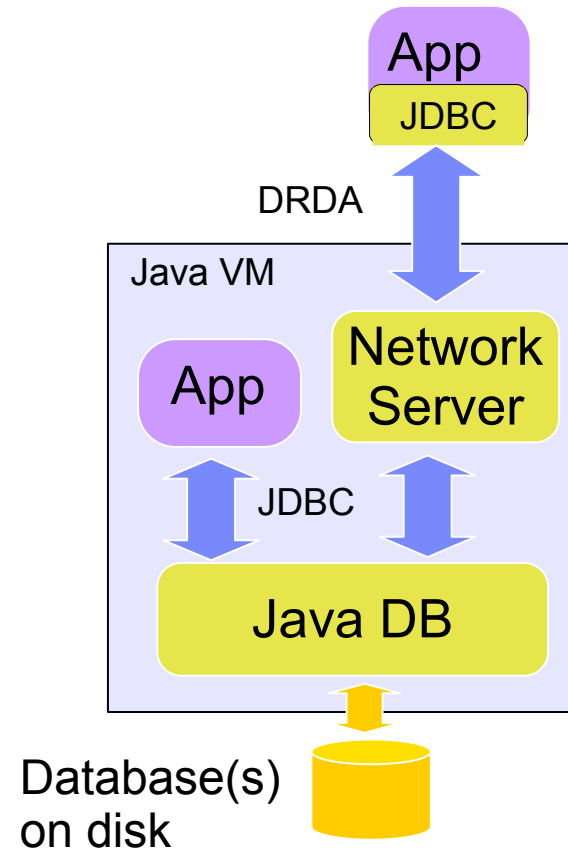 App
JDBC
DRDA
Java VM
Network
Server
App
JDBC
Java DB
Database(s)
on disk